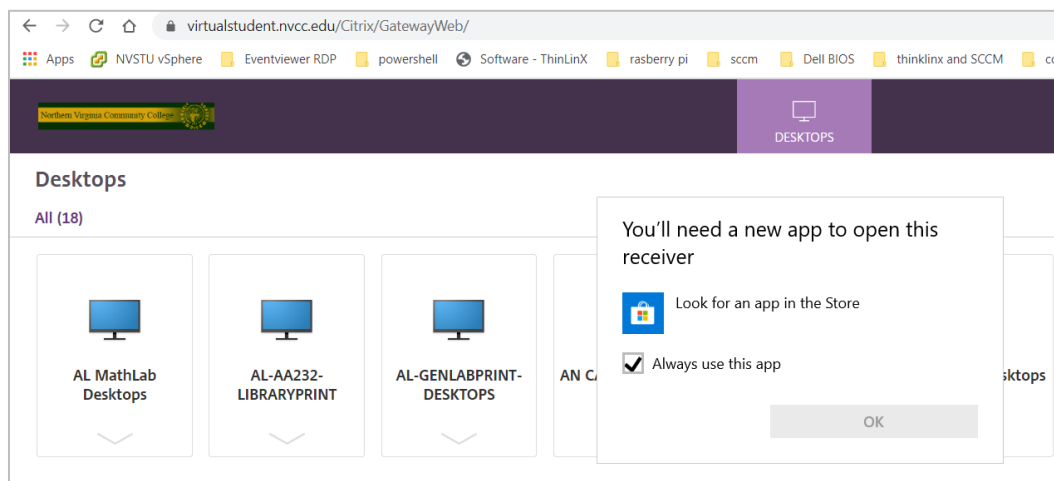 virtualstudent.nvcc.edu/Citrix/GatewayWeb/
Apps NVSTU vSphere Eventviewer RDP powershell Software - ThinLinX rasberry pi sccm Dell BIOS thinklinx and SCCM
Northern Virginia Community College
DESKTOPS
Desktops
All (18)
You'll need a new app to open this
receiver
Look for an app in the Store
Always use this app
OK
AL MathLab
Desktops
AL-AA232-
LIBRARYPRINT
AL-GENLABPRINT-
DESKTOPS
AN